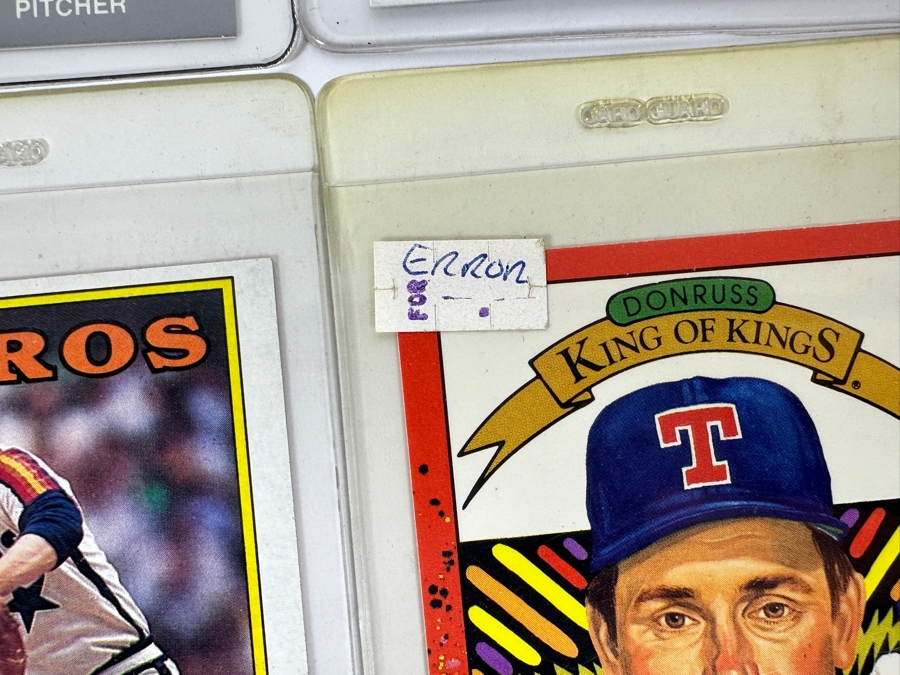 PITCHER
CARD GUARD
ERROR
FOR
DONRUSS
KING OF KINGS
®
ROS